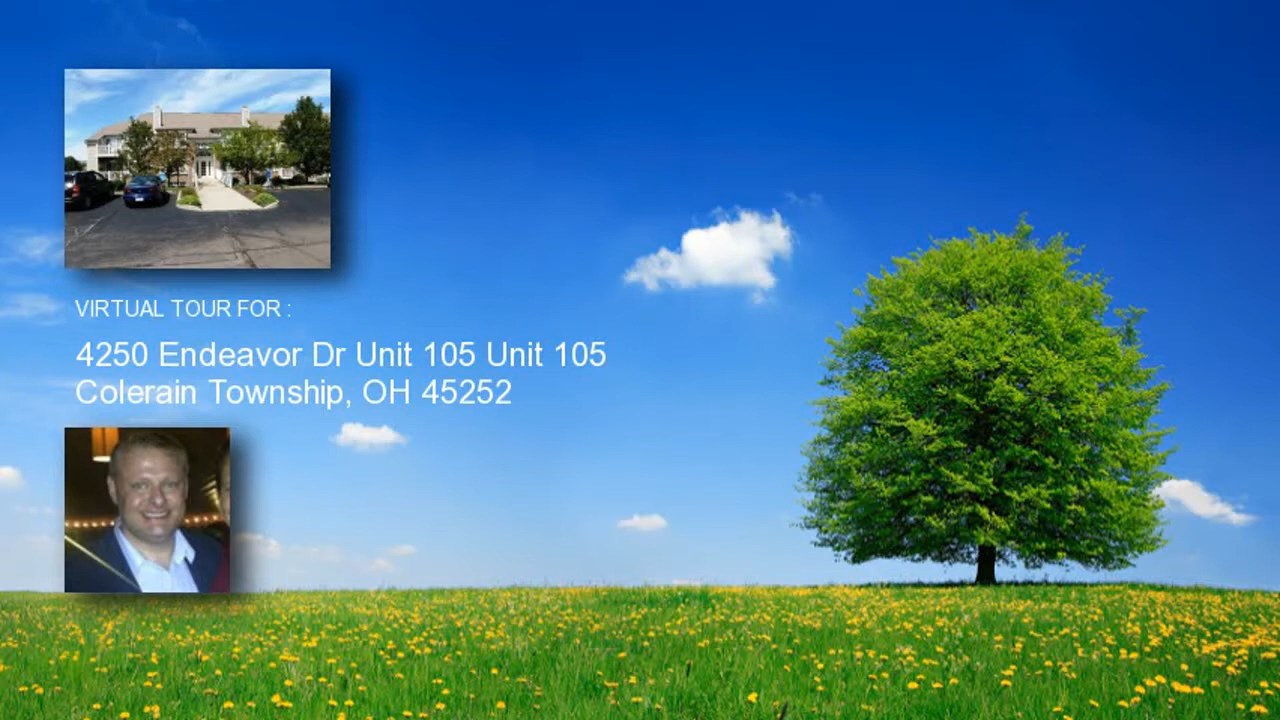 VIRTUAL TOUR FOR :
4250 Endeavor Dr Unit 105 Unit 105
Colerain Township, OH 45252